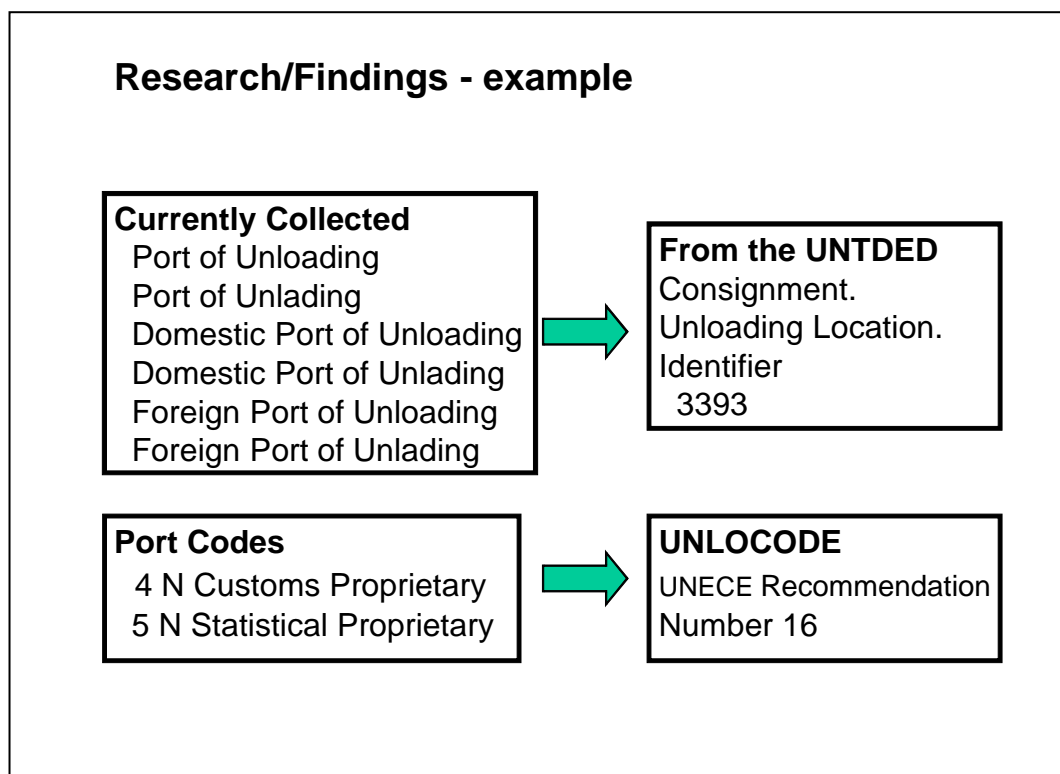 Research/Findings - example
Currently Collected
Port of Unloading
Port of Unlading
Domestic Port of Unloading
Domestic Port of Unlading
Foreign Port of Unloading
Foreign Port of Unlading
From the UNTDED
Consignment.
Unloading Location.
Identifier
3393
Port Codes
4 N Customs Proprietary
5 N Statistical Proprietary
UNLOCODE
UNECE Recommendation
Number 16